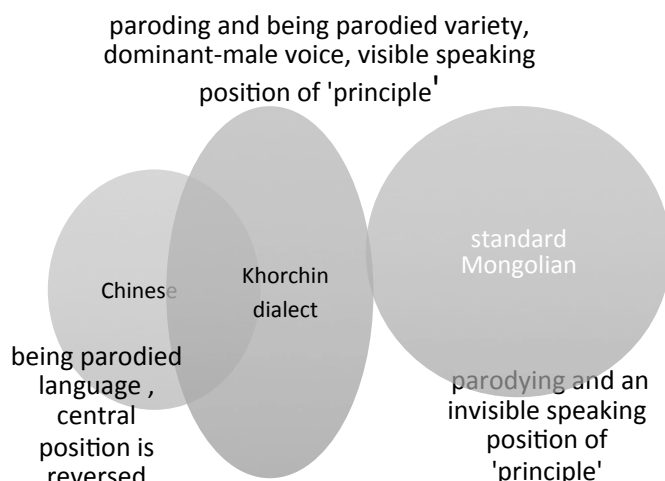 paroding and being parodied variety,
dominant-male voice, visible speaking
position of 'principle'
Chinese
Khorchin
dialect
standard
Mongolian
being parodied
language ,
central
position is
reversed
parodying and an
invisible speaking
position of
'principle'